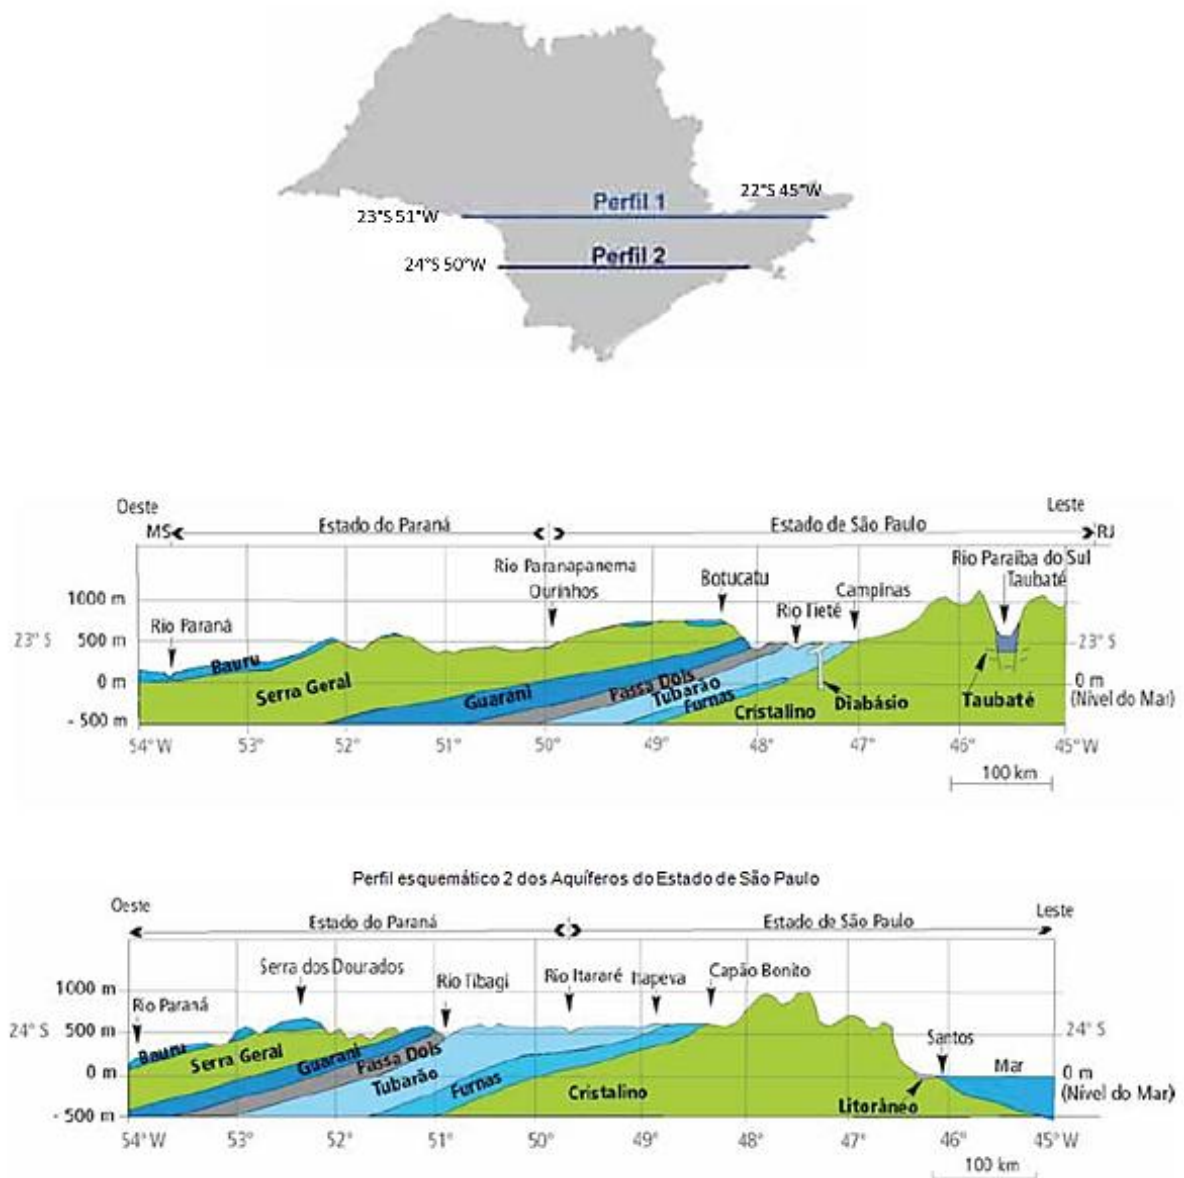 22°S 45°W
Perfil 1
23°S 51°W
Perfil 2
24°S 50°W
Oeste
Leste
MS
Estado do Paraná
Estado de São Paulo
RJ
Rio Paranapanema
Ourinhos
Botucatu
Rio Paraíba do Sul
Taubaté
Campinas
Rio Tietê
Rio Paraná
1000 m
23° S
500 m
0 m
- 500 m
Bauru
Serra Geral
Guarani
Passa Dois
Tubarão
Furnas
Cristalino
Diabásio
Taubaté
23° S
0 m
(Nível do Mar)
54° W
53°
52°
51°
50°
49°
48°
47°
46°
45° W
100 km
Perfil esquemático 2 dos Aquíferos do Estado de São Paulo
Oeste
Leste
Estado do Paraná
Estado de São Paulo
Serra dos Dourados
Rio Tibagi
Rio Itararé
Itapeva
Capão Bonito
1000 m
Rio Paraná
24° S
500 m
0 m
- 500 m
Bauru
Serra Geral
Guarani
Passa Dois
Tubarão
Furnas
Cristalino
Santos
Mar
Litorâneo
24° S
0 m
(Nível do Mar)
54° W
53°
52°
51°
50°
49°
48°
47°
46°
45° W
100 km